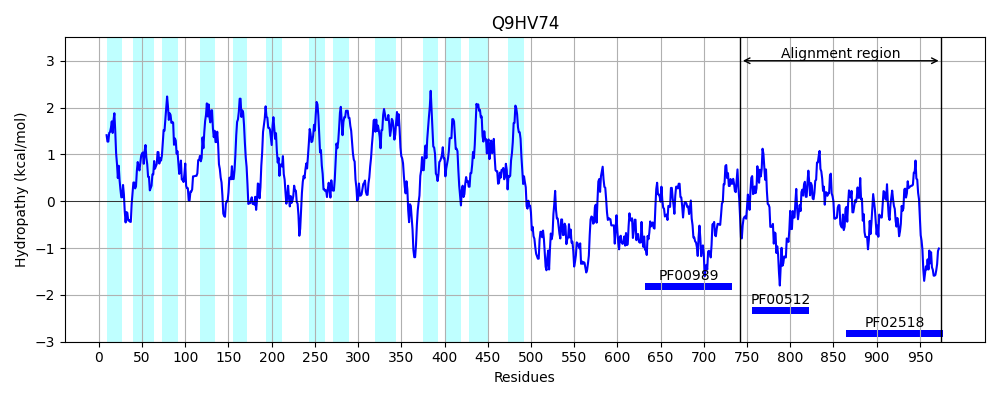 Q9HV74
Alignment region
3
2
1
0
−1
−2
−3
Hydropathy (kcal/mol)
PF00989
PF00512
PF02518
0 50 100 150 200 250 300 350 400 450 500 550 600 650 700 750 800 850 900 950
Residues